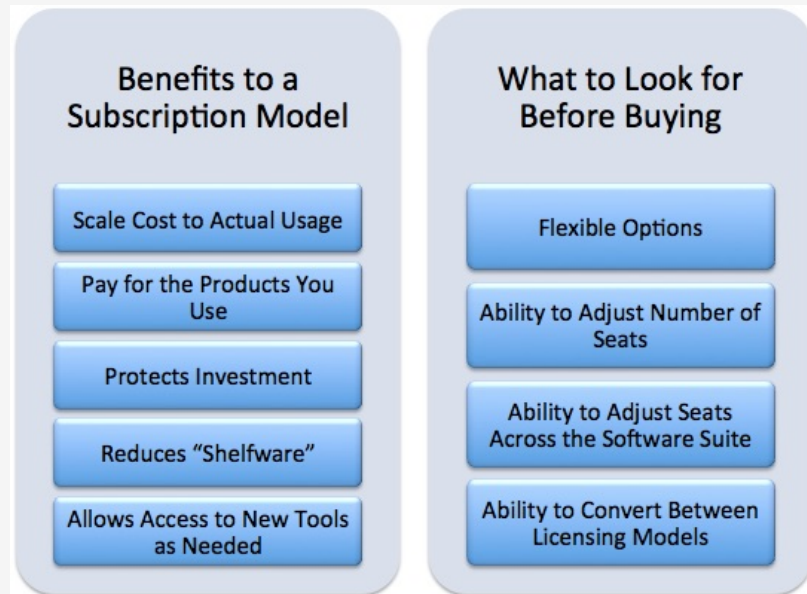 Benefits to a
Subscription Model
Scale Cost to Actual Usage
Pay for the Products You
Use
Protects Investment
Reduces “Shelfware”
Allows Access to New Tools
as Needed
What to Look for
Before Buying
Flexible Options
Ability to Adjust Number of
Seats
Ability to Adjust Seats
Across the Software Suite
Ability to Convert Between
Licensing Models